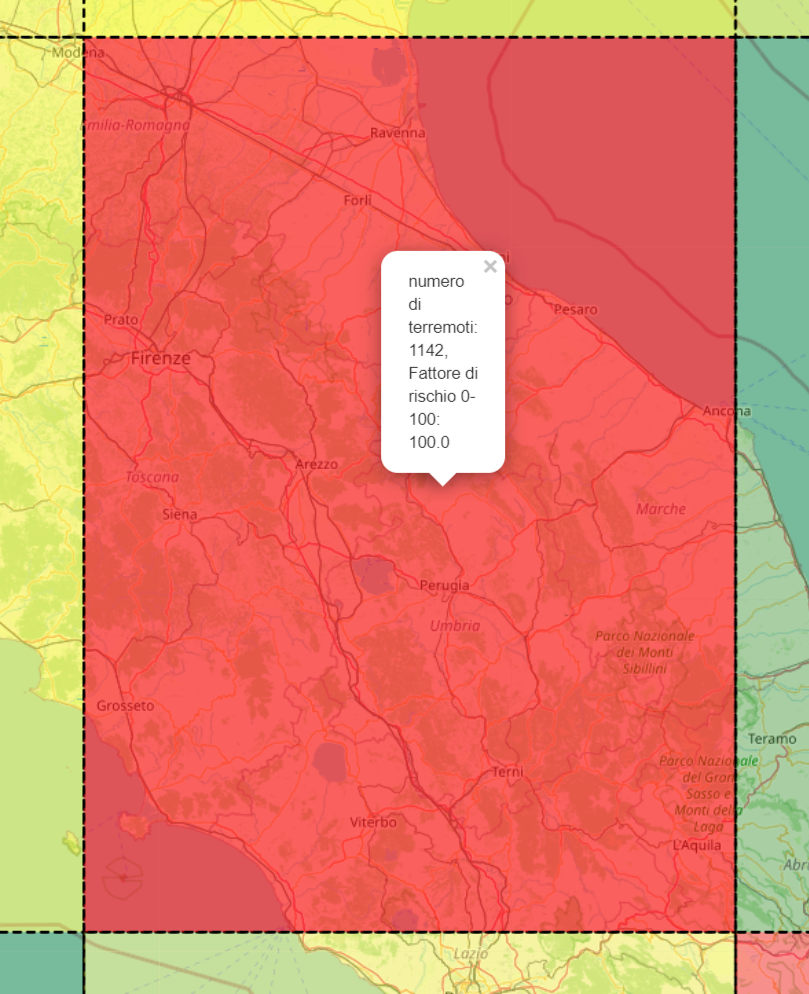 Modena
Emilia-Romagna
Ravenna
Forlì
numero
di
terremoti:
1142,
Fattore di
rischio 0-
100:
100.0
×
Pesaro
Prato
Firenze
Ancona
Arezzo
Toscana
Siena
Marche
Perugia
Umbria
Parco Nazionale
dei Monti
Sibillini
Grosseto
Teramo
Parco Nazionale
del Gran
Sasso e
Monti della
Laga
Terni
Viterbo
L'Aquila
Abr
Lazio